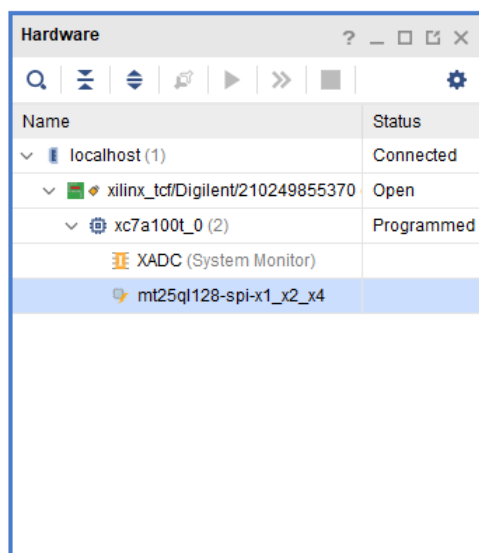 Hardware
Name Status
localhost (1) Connected
xilinx_tcf/Digilent/210249855370 Open
xc7a100t_0 (2) Programmed
XADC (System Monitor)
mt25ql128-spi-x1_x2_x4